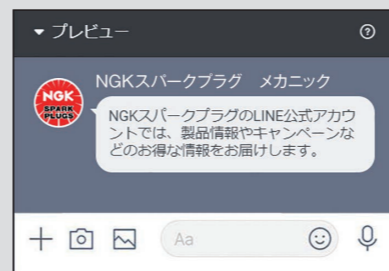 プレビュー
NGKスパークプラグ　メカニック
NGK
SPARK
PLUGS
NGKスパークプラグのLINE公式アカウ
ントでは、製品情報やキャンペーンな
どのお得な情報をお届けします。
Aa